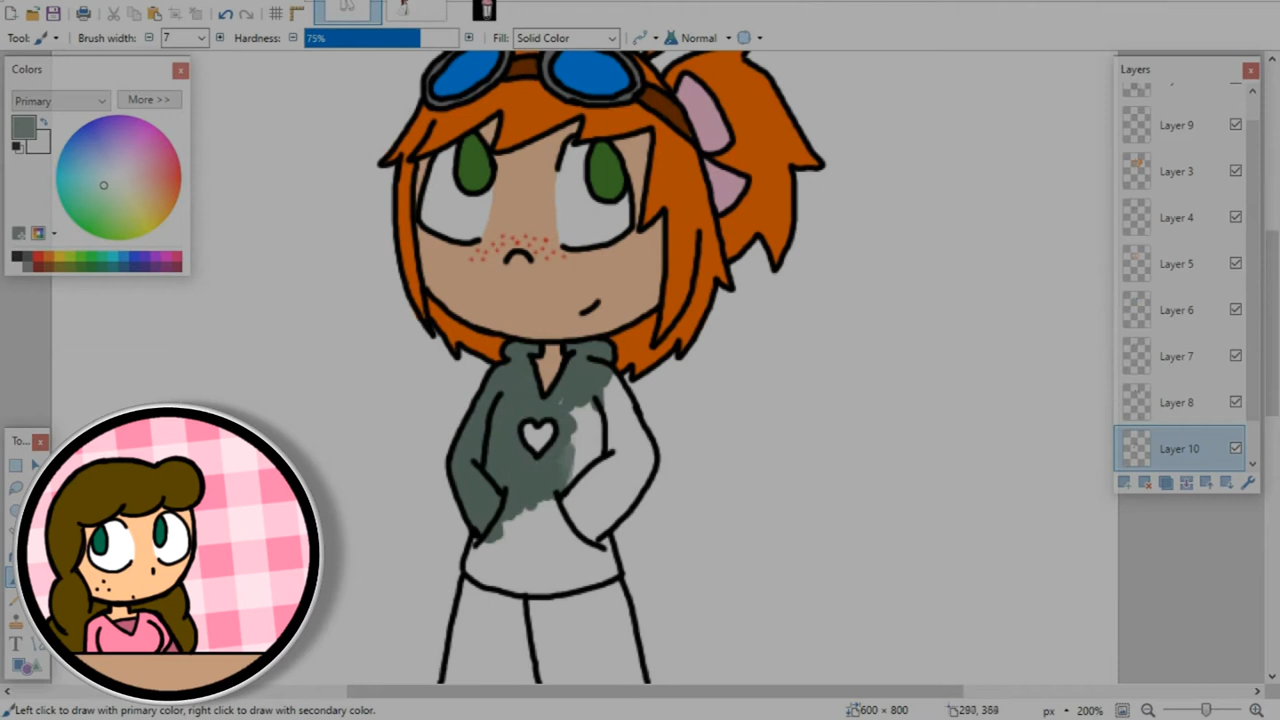 Tool:
Brush width:
7
Hardness:
75%
Fill:
Solid Color
Normal
Colors
Primary
More >>
Layers
Layer 9
Layer 3
Layer 4
Layer 5
Layer 6
Layer 7
Layer 8
Layer 10
To...
T
Left click to draw with primary color, right click to draw with secondary color.
600 × 800
px
200%